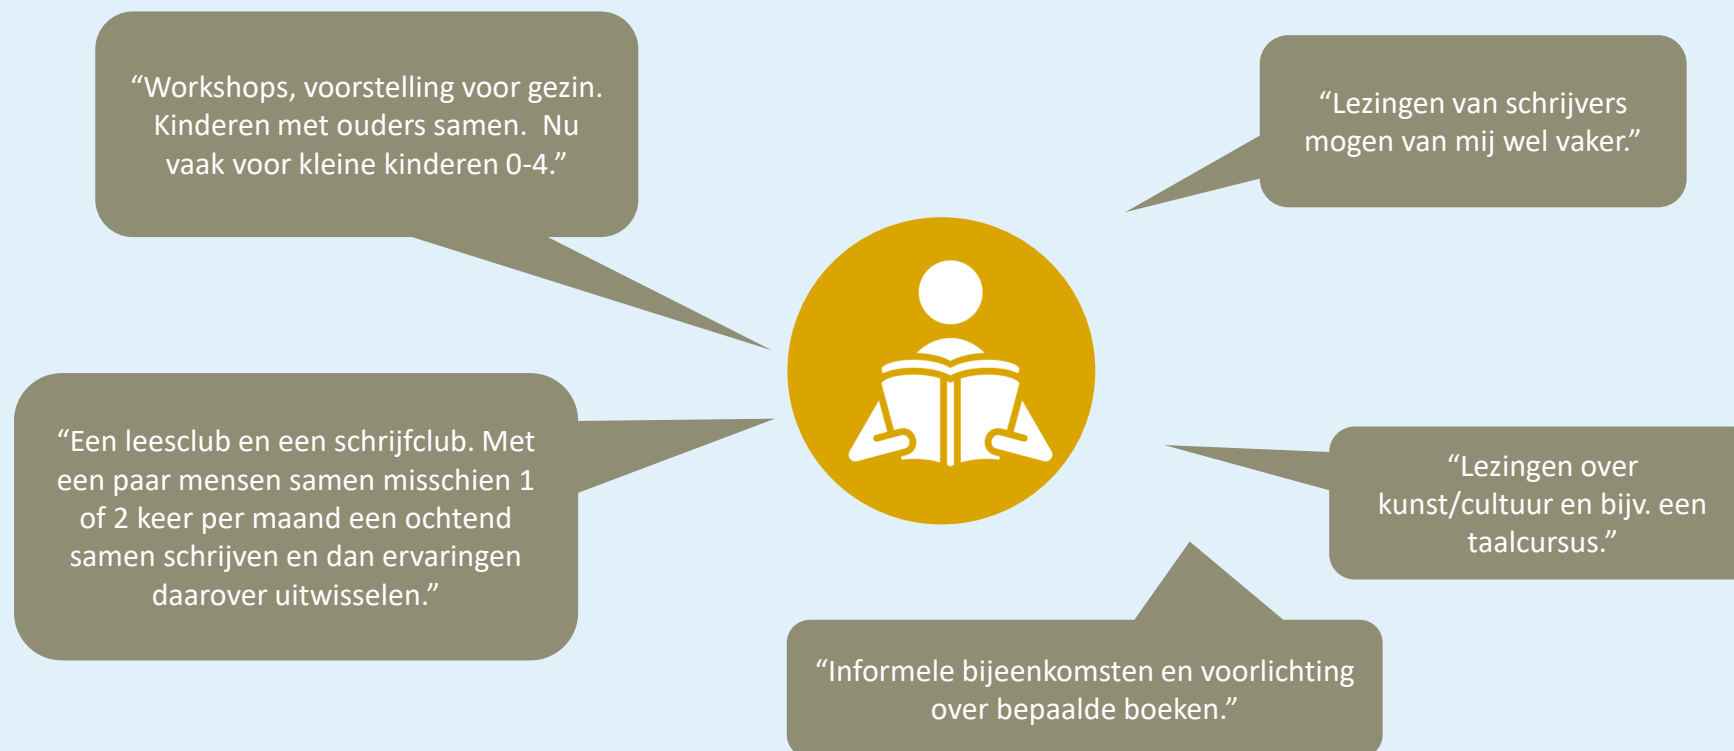 “Workshops, voorstelling voor gezin.
Kinderen met ouders samen.  Nu
vaak voor kleine kinderen 0-4.”
“Lezingen van schrijvers
mogen van mij wel vaker.”
“Een leesclub en een schrijfclub. Met
een paar mensen samen misschien 1
of 2 keer per maand een ochtend
samen schrijven en dan ervaringen
daarover uitwisselen.”
“Lezingen over
kunst/cultuur en bijv. een
taalcursus.”
“Informele bijeenkomsten en voorlichting
over bepaalde boeken.”